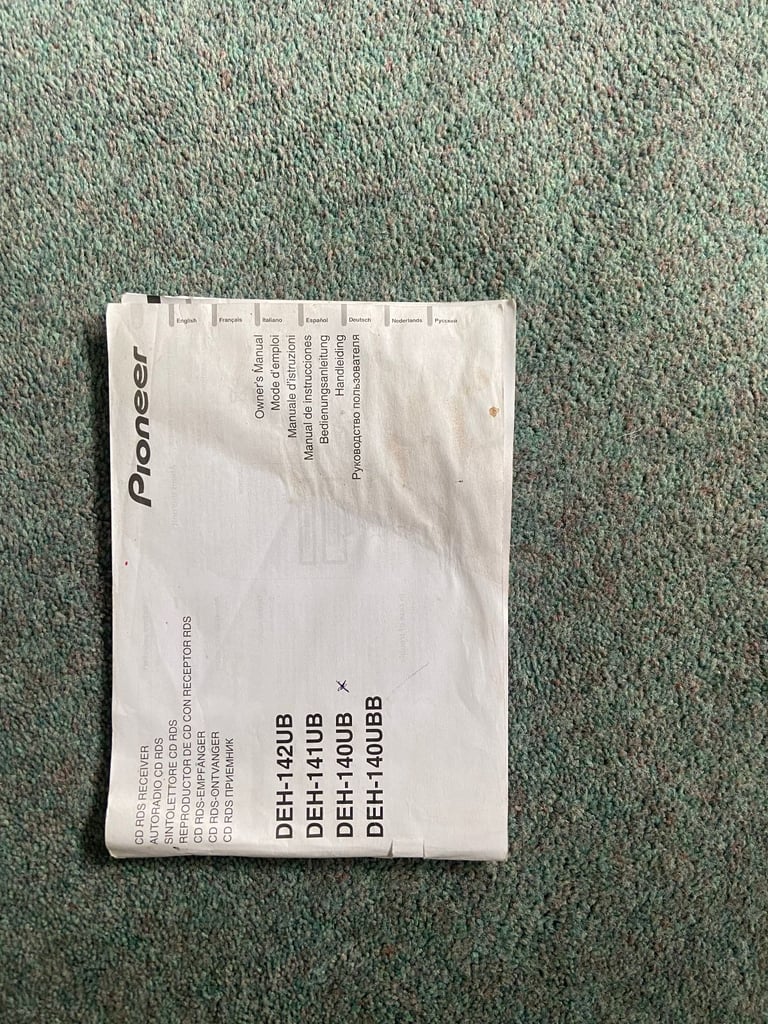 CD RDS RECEIVER
AUTORADIO CD RDS
SINTOLETTORE CD RDS
REPRODUCTOR DE CD CON RECEPTOR RDS
CD RDS-EMPFÄNGER
CD RDS-ONTVANGER
CD RDS ПРИЕМНИК
Pioneer
DEH-142UB
DEH-141UB
DEH-140UB
DEH-140UBB
Owner's Manual
Mode d'emploi
Manuale d'istruzioni
Manual de instrucciones
Bedienungsanleitung
Handleiding
Руководство пользователя
English
Français
Italiano
Español
Deutsch
Nederlands
Русский